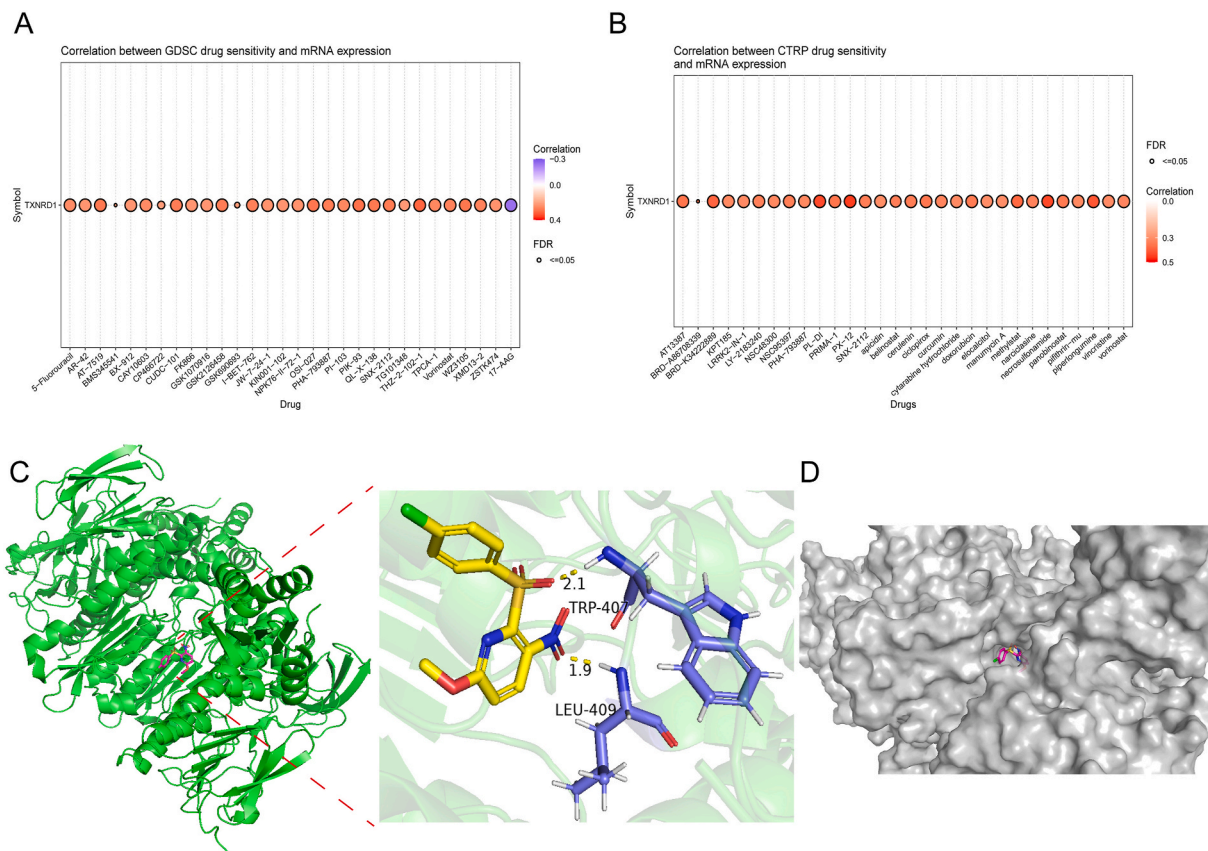 A
Correlation between GDSC drug sensitivity and mRNA expression
Symbol
TXNRD1
5-Fluorouracil
AR-42
AT-7519
BMS345541
BX-912
CAY10603
CP466722
CUDC-101
FK866
GSK1070916
GSK2126458
GSK690693
I-BET-762
JW-7-24-1
KIN001-102
NPK76-II-72-1
OSI-027
PHA-793887
PI-103
PIK-93
QL-X-138
SNX-2112
TG101348
THZ-2-102-1
TPCA-1
Vorinostat
WZ3105
XMD13-2
ZSTK474
17-AAG
Drug
Correlation
-0.3
0.0
0.4
FDR
<=0.05
B
Correlation between CTRP drug sensitivity
and mRNA expression
Symbol
TXNRD1
AT13387
BRD-A86708339
BRD-K34222889
KPT185
LRRK2-IN-1
LY-2183240
NSC48300
NSC95397
PHA-793887
PL-DI
PRIMA-1
PX-12
SNX-2112
apicidin
belinostat
cerulenin
ciclopirox
curcumin
cytarabine hydrochloride
doxorubicin
elocalcitol
manumycin A
methylstat
narciclasine
necrosulfonamide
panobinostat
pifithrin-mu
piperlongumine
vincristine
vorinostat
Drugs
FDR
<=0.05
Correlation
0.0
0.3
0.5
C
2.1
TRP-407
1.9
LEU-409
D